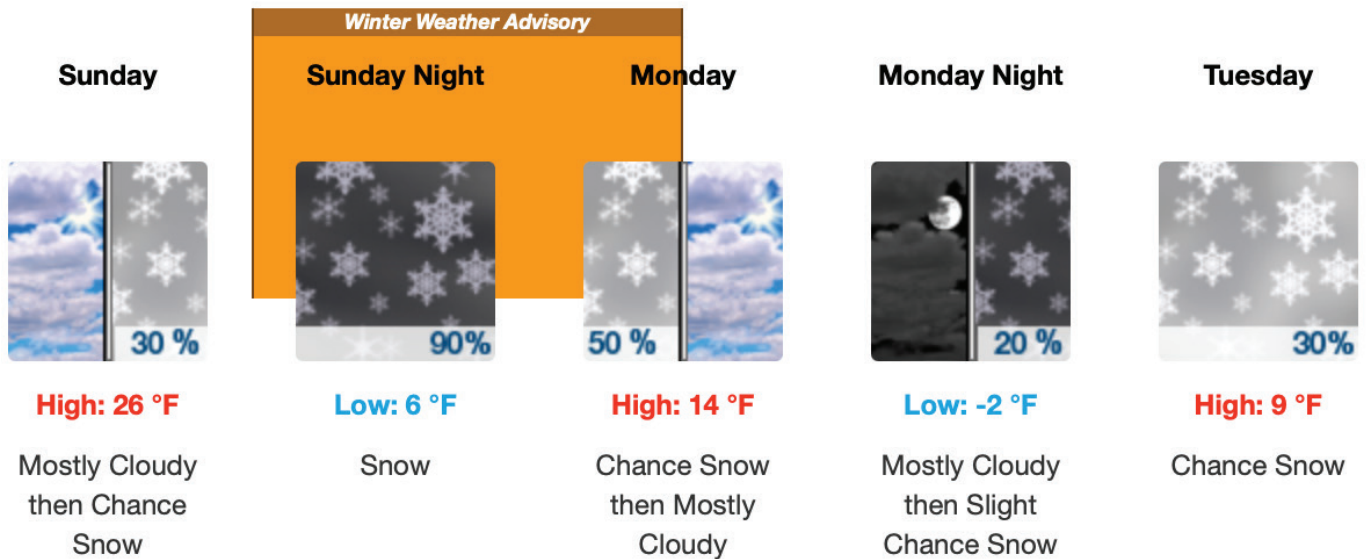 Winter Weather Advisory
Sunday
Sunday Night
Monday
Monday Night
Tuesday
30 %
90%
50 %
20 %
30%
High: 26 °F
Low: 6 °F
High: 14 °F
Low: -2 °F
High: 9 °F
Mostly Cloudy
then Chance
Snow
Snow
Chance Snow
then Mostly
Cloudy
Mostly Cloudy
then Slight
Chance Snow
Chance Snow